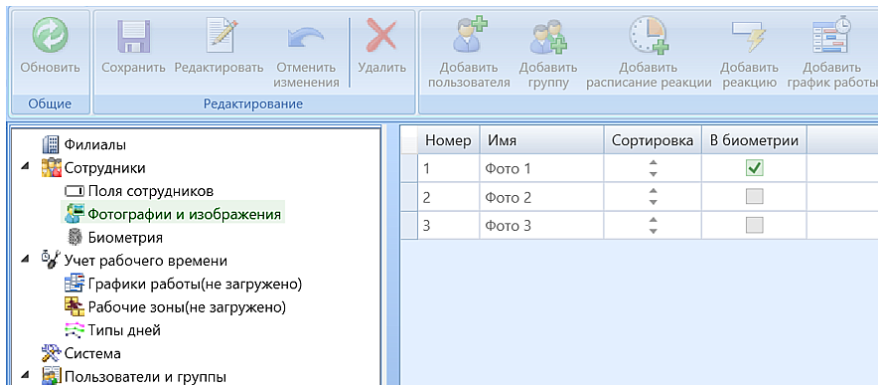 Обновить
Сохранить Редактировать Отменить изменения Удалить
Добавить пользователя Добавить группу Добавить расписание реакции Добавить реакцию Добавить график работы
Общие Редактирование
Филиалы
Сотрудники
Поля сотрудников
Фотографии и изображения
Биометрия
Учет рабочего времени
Графики работы(не загружено)
Рабочие зоны(не загружено)
Типы дней
Система
Пользователи и группы
Номер Имя Сортировка В биометрии
1 Фото 1
2 Фото 2
3 Фото 3